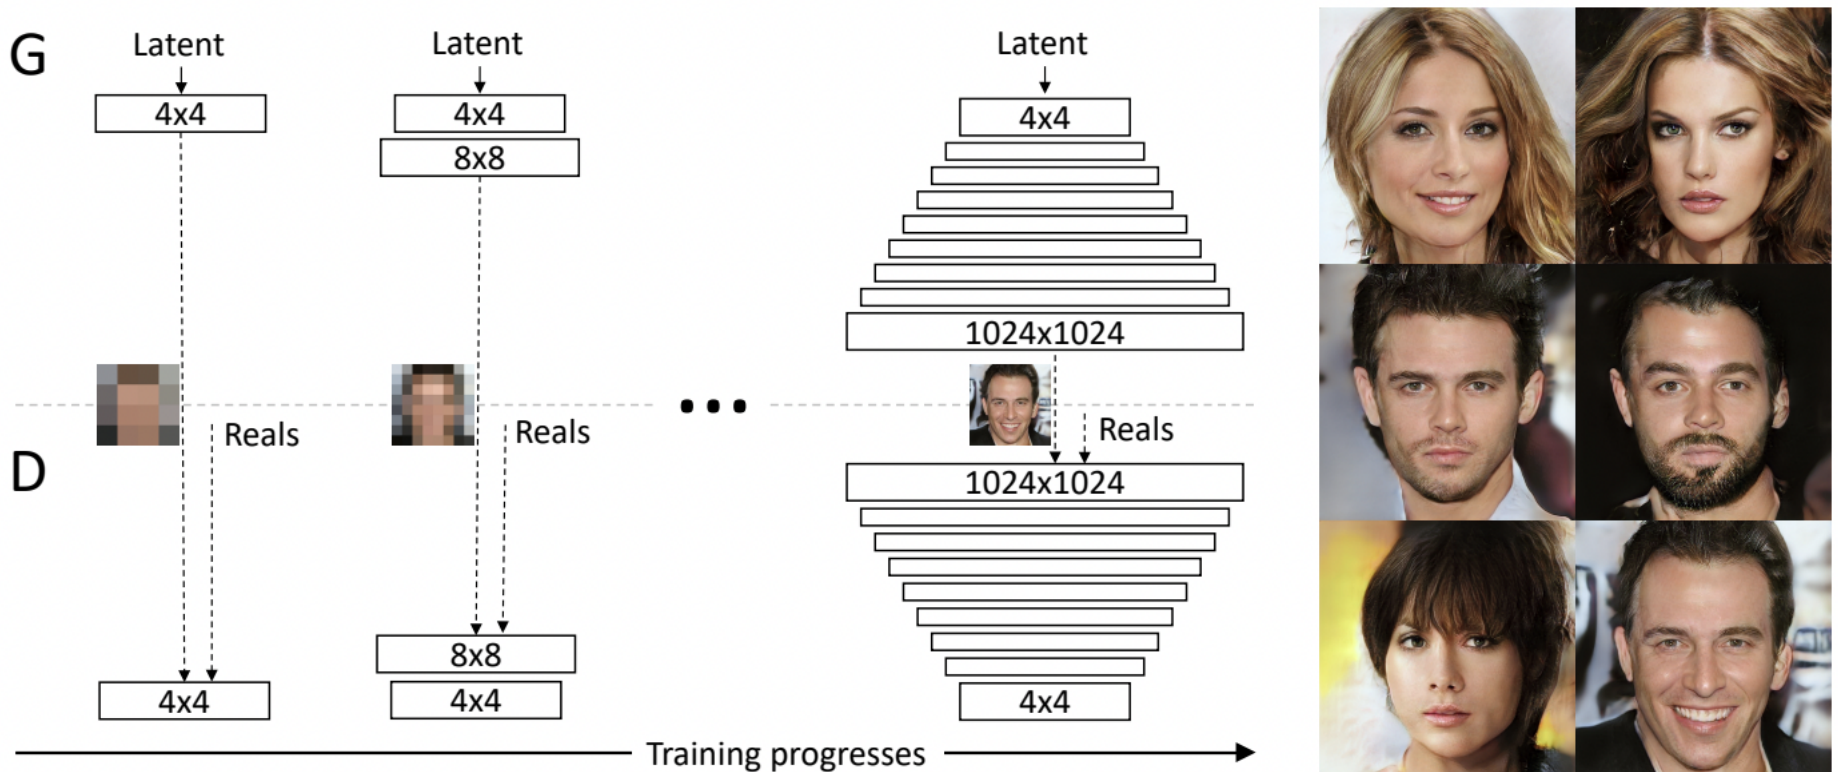 G
Latent
4x4
Latent
4x4
8x8
Latent
4x4
1024x1024
Reals
Reals
Reals
D
4x4
8x8
4x4
1024x1024
4x4
Training progresses